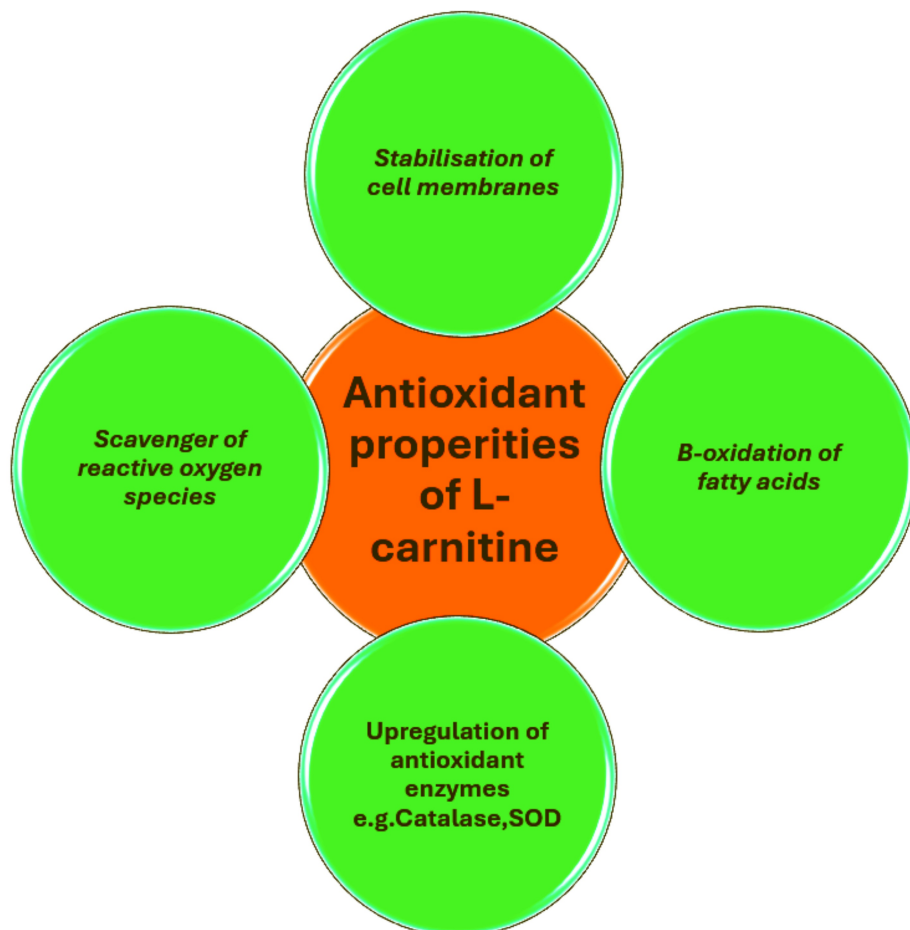 Stabilisation of
cell membranes
Scavenger of
reactive oxygen
species
Antioxidant
properities
of L-
carnitine
B-oxidation of
fatty acids
Upregulation of
antioxidant
enzymes
e.g.Catalase,SOD